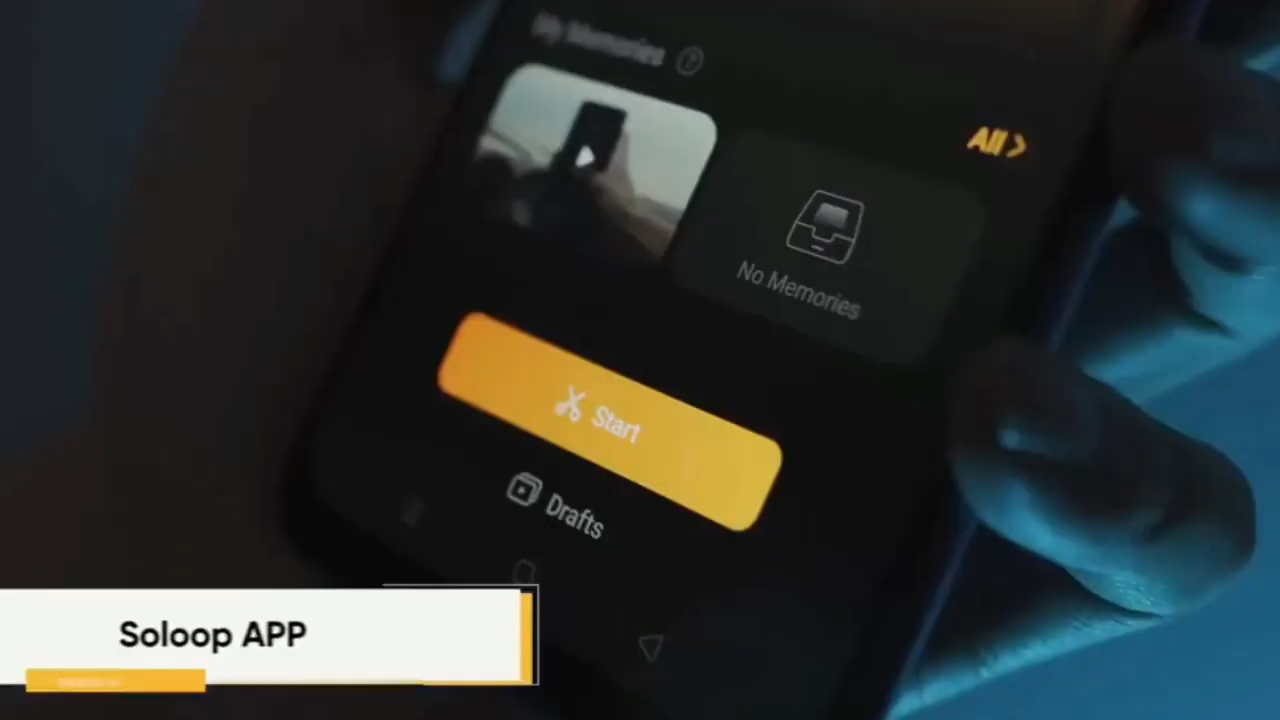 My Memories
All >
No Memories
Start
Drafts
Soloop APP